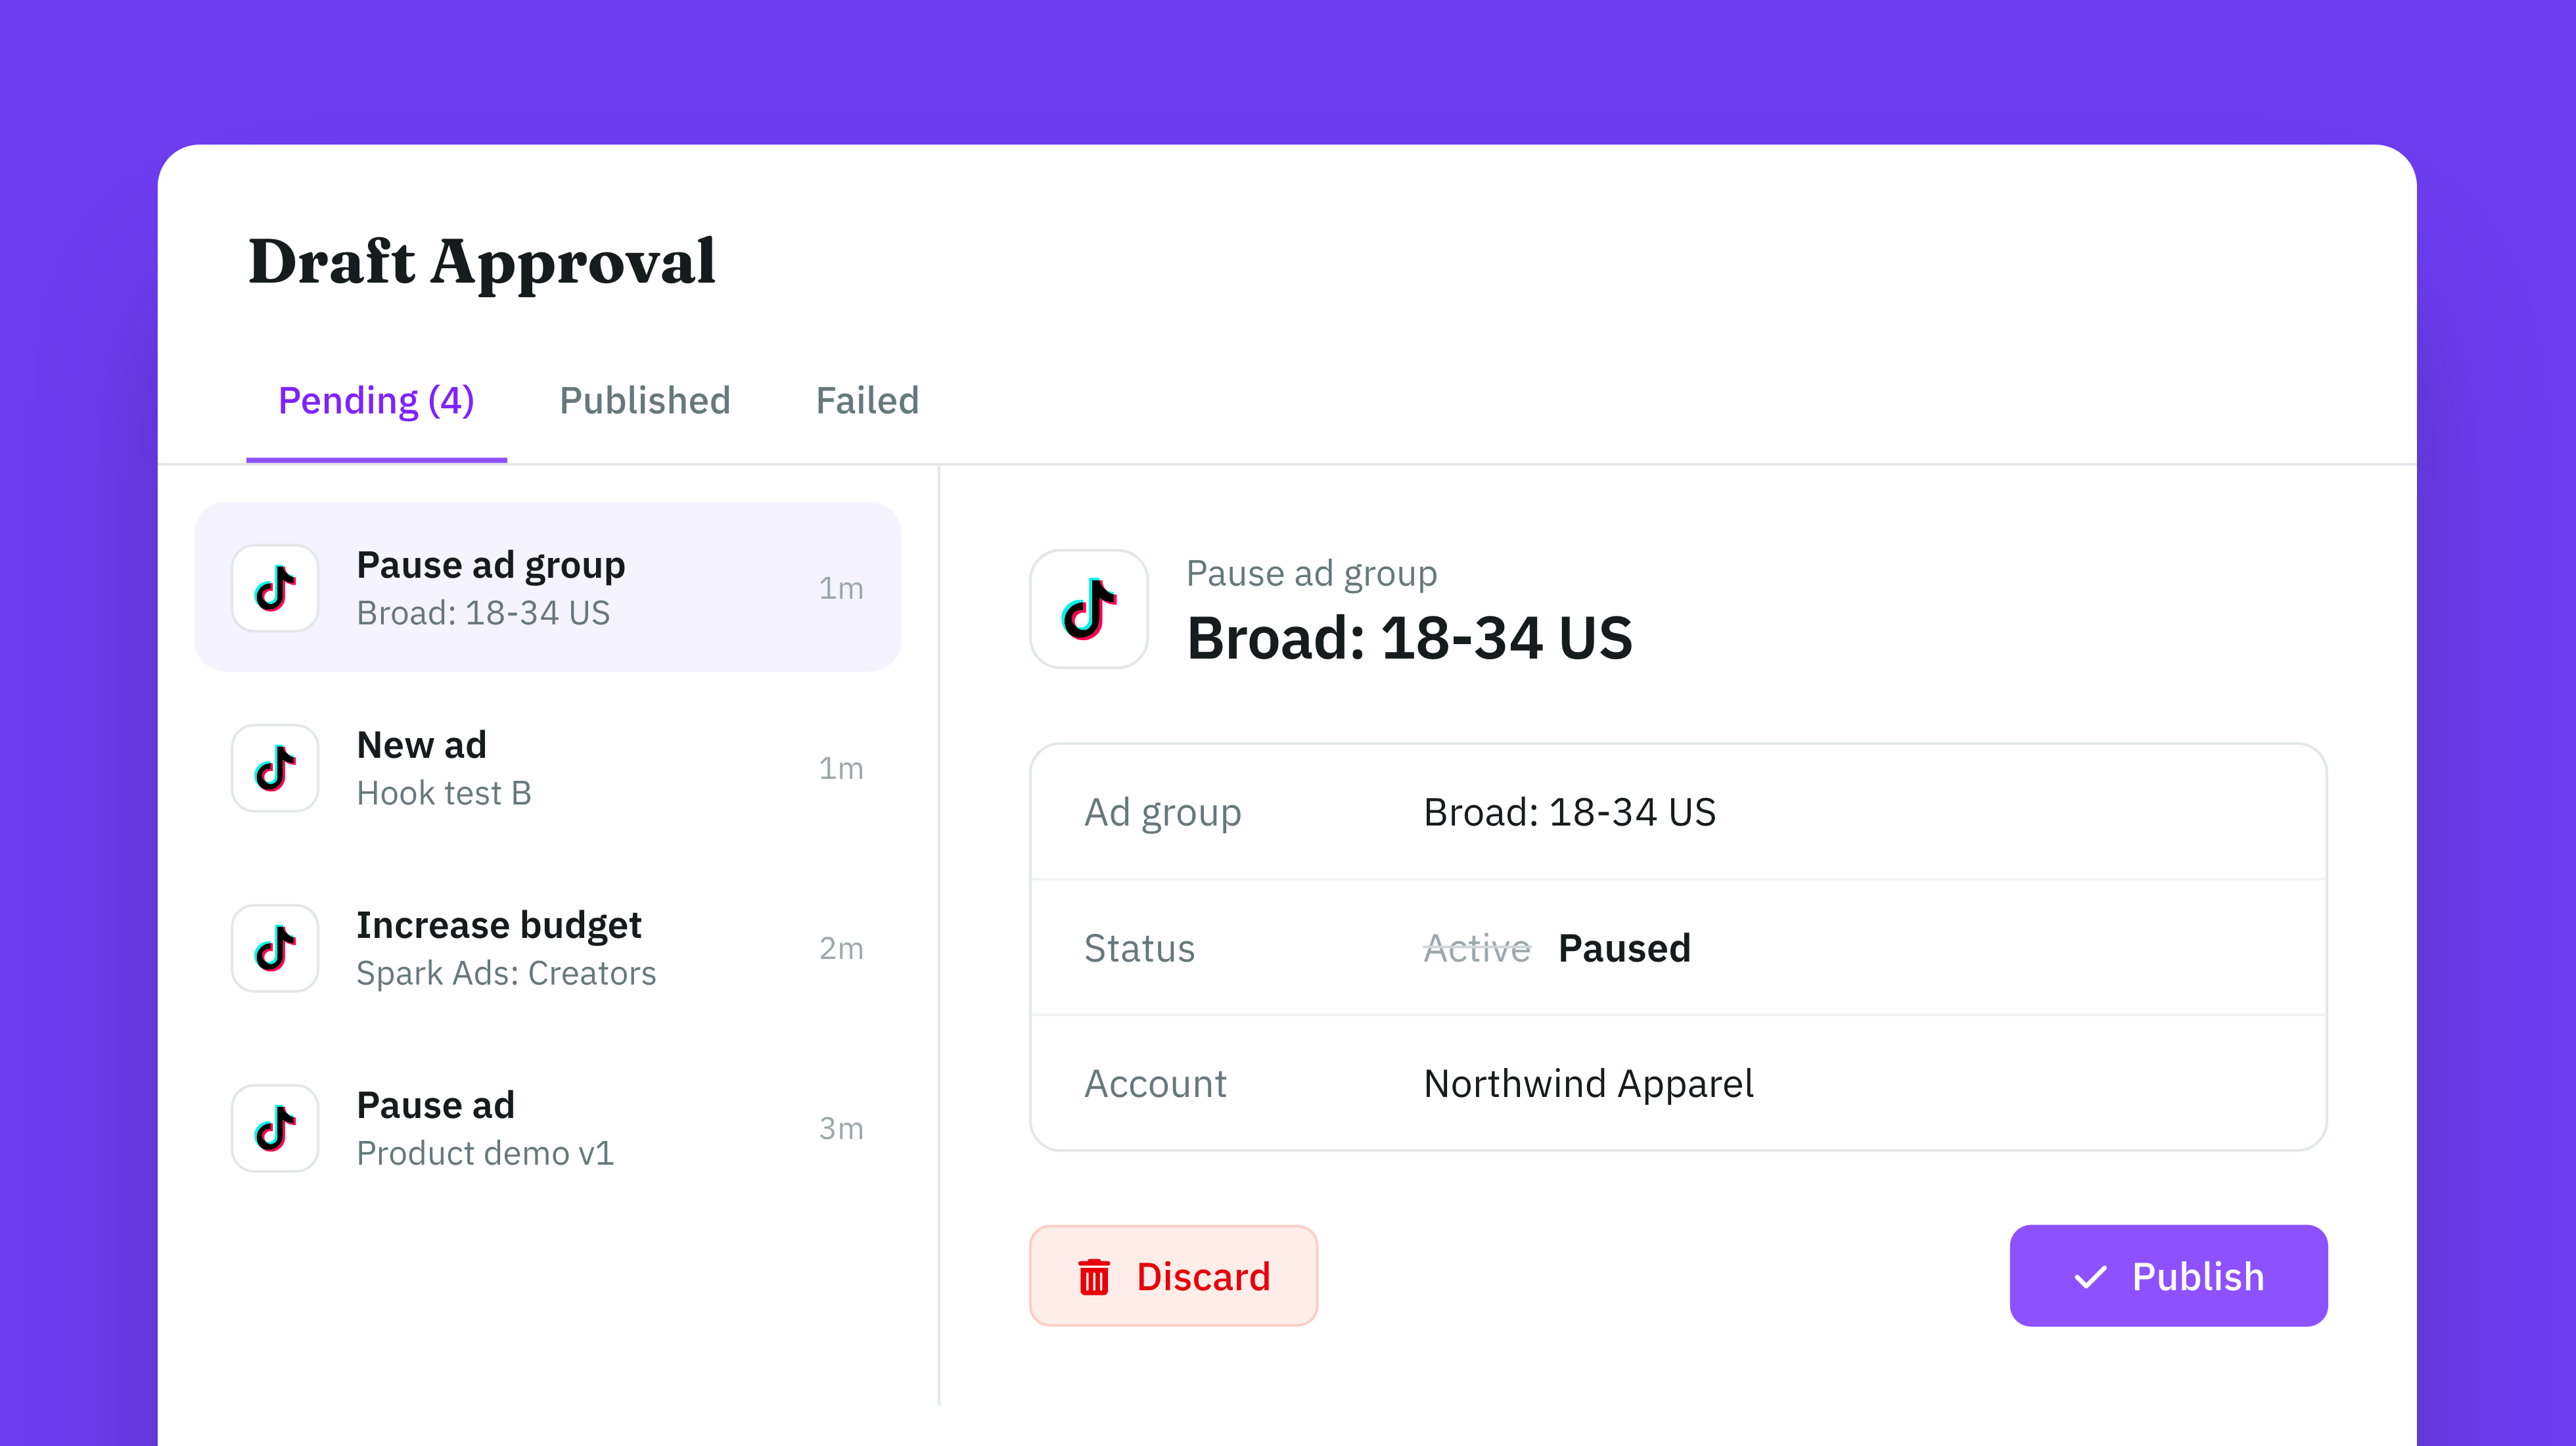 Draft Approval
Pending (4)
Published
Failed
Pause ad group
Broad: 18-34 US
1m
New ad
Hook test B
1m
Increase budget
Spark Ads: Creators
2m
Pause ad
Product demo v1
3m
Pause ad group
Broad: 18-34 US
Ad group
Broad: 18-34 US
Status
Active Paused
Account
Northwind Apparel
Discard
Publish